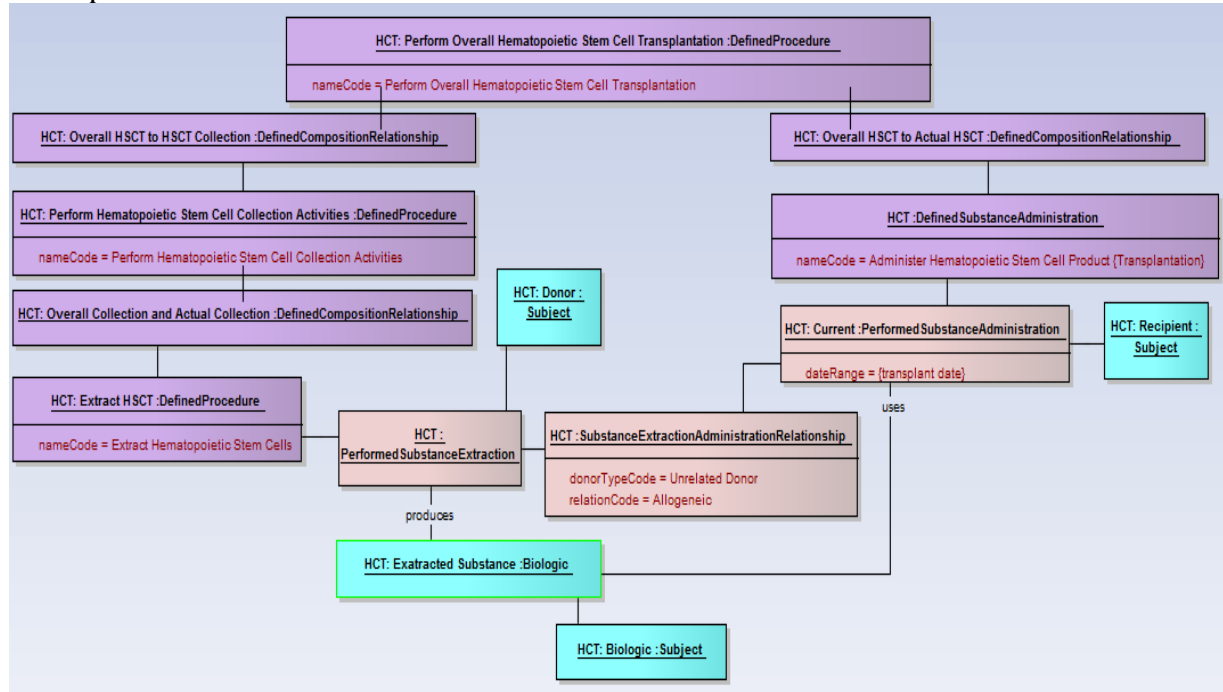 HCT: Perform Overall Hematopoietic Stem Cell Transplantation :DefinedProcedure
nameCode = Perform Overall Hematopoietic Stem Cell Transplantation
HCT: Overall HSCT to HSCT Collection :DefinedCompositionRelationship
HCT: Overall HSCT to Actual HSCT :DefinedCompositionRelationship
HCT: Perform Hematopoietic Stem Cell Collection Activities :DefinedProcedure
nameCode = Perform Hematopoietic Stem Cell Collection Activities
HCT :DefinedSubstanceAdministration
nameCode = Administer Hematopoietic Stem Cell Product {Transplantation}
HCT: Overall Collection and Actual Collection :DefinedCompositionRelationship
HCT: Donor :
Subject
HCT: Current :PerformedSubstanceAdministration
dateRange = {transplant date}
HCT: Recipient :
Subject
HCT: Extract HSCT :DefinedProcedure
nameCode = Extract Hematopoietic Stem Cells
HCT :
PerformedSubstanceExtraction
HCT :SubstanceExtractionAdministrationRelationship
donorTypeCode = Unrelated Donor
relationCode = Allogeneic
uses
produces
HCT: Exatracted Substance :Biologic
HCT: Biologic :Subject